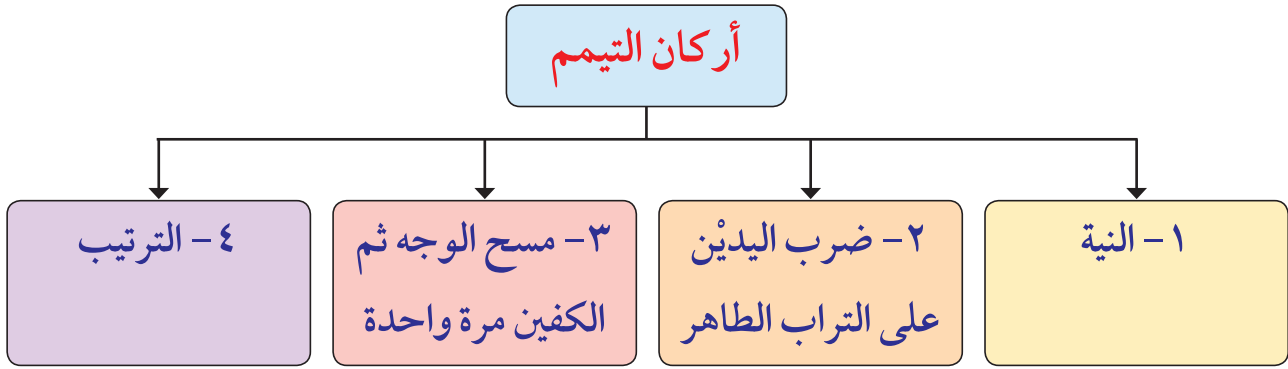 أركان التيمم
١- النية
٢- ضرب اليديْن
على التراب الطاهر
٣- مسح الوجه ثم
الكفين مرة واحدة
٤- الترتيب